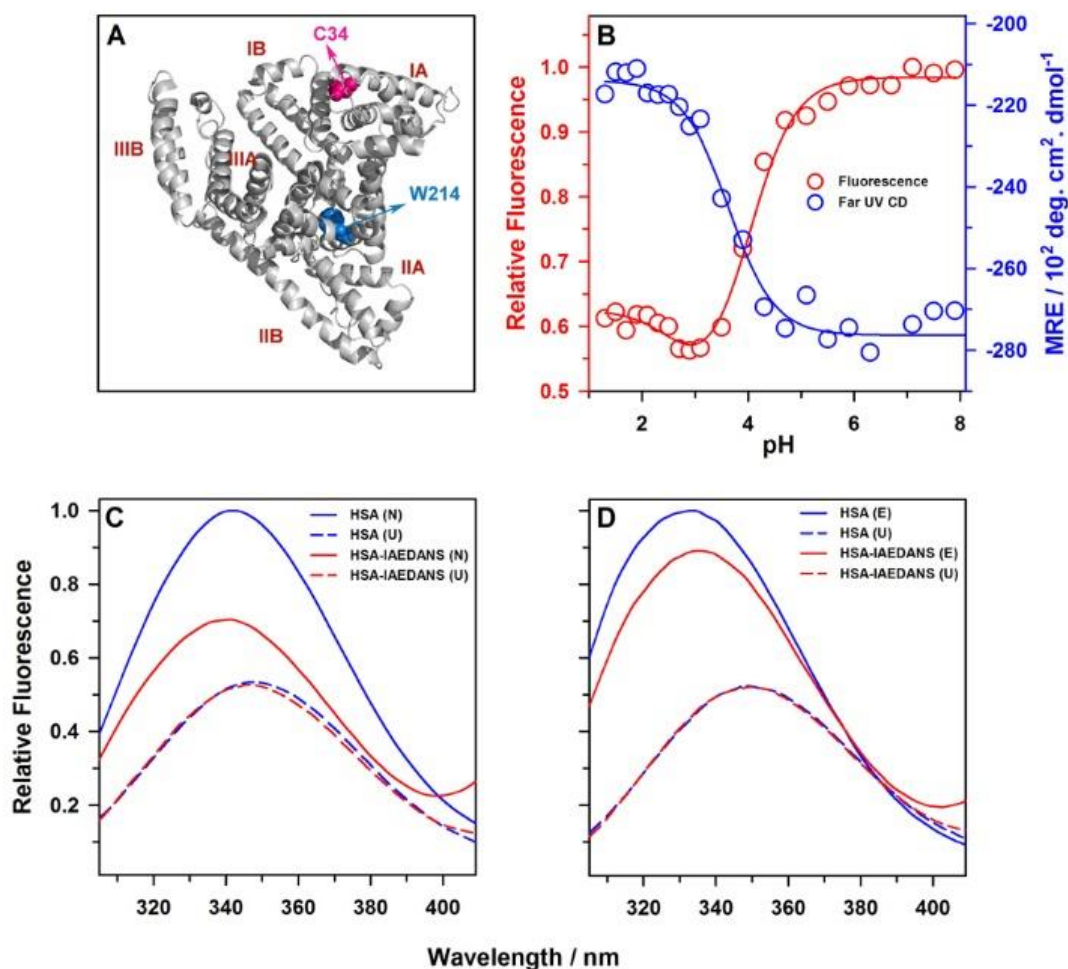 A
C34
IB
IA
IIIB
IIIA
W214
IIA
IIB
B
Relative Fluorescence
1.0
0.9
0.8
0.7
0.6
0.5
Fluorescence
Far UV CD
-200
-220
-240
-260
-280
MRE / 10² deg. cm². dmol⁻¹
2 4 6 8
pH
C
HSA (N)
HSA (U)
HSA-IAEDANS (N)
HSA-IAEDANS (U)
1.0
0.8
0.6
0.4
0.2
Relative Fluorescence
320 340 360 380 400
D
HSA (E)
HSA (U)
HSA-IAEDANS (E)
HSA-IAEDANS (U)
320 340 360 380 400
Wavelength / nm